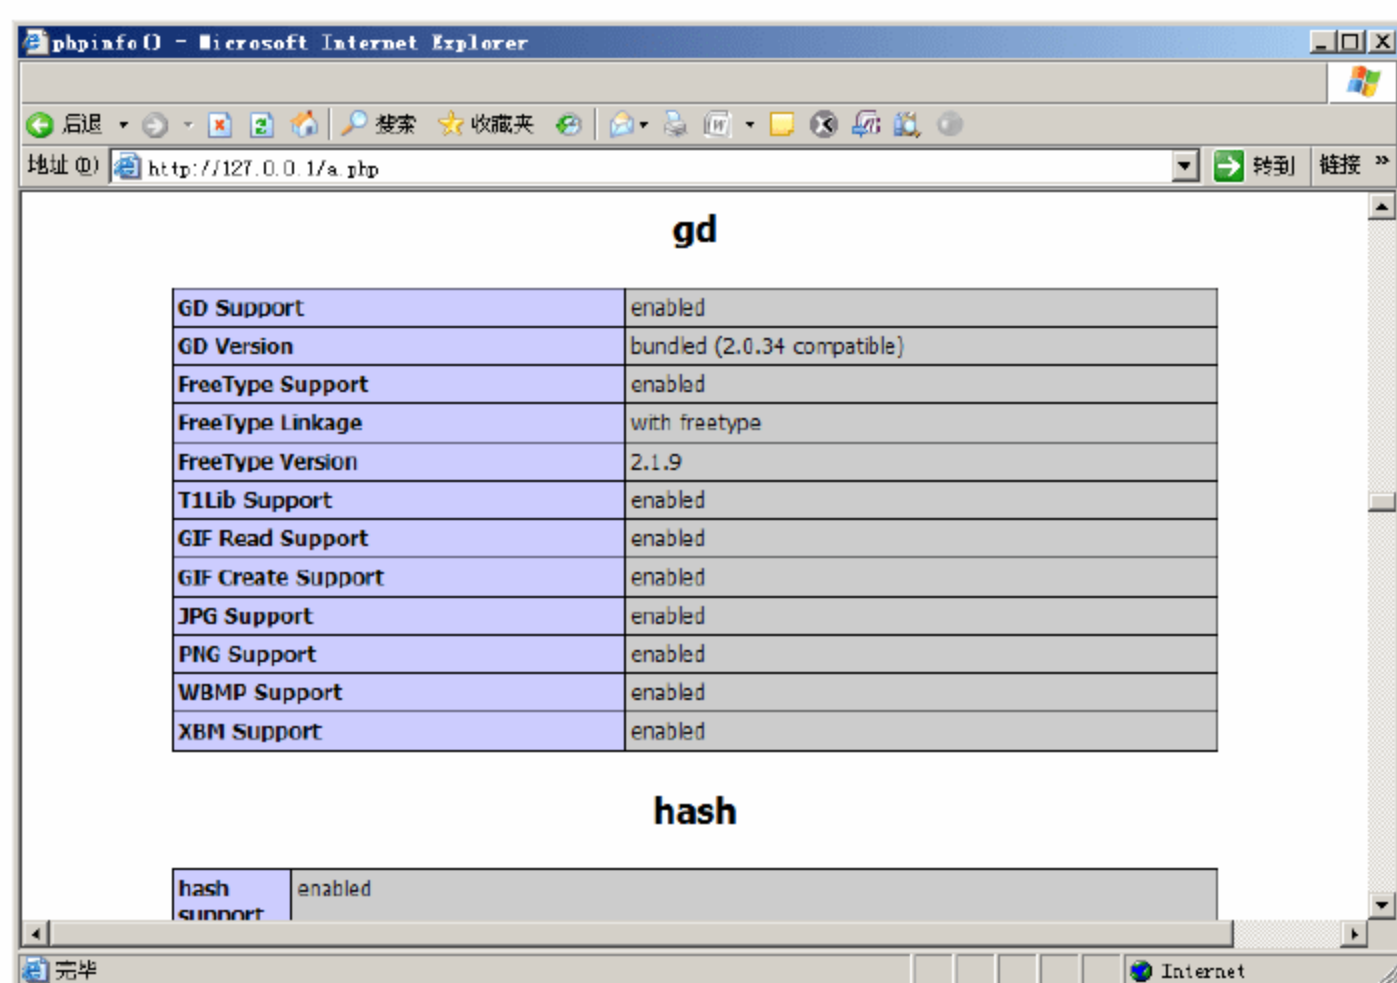 phpinfo() - Microsoft Internet Explorer
后退 搜索 收藏夹
地址(D) http://127.0.0.1/a.php 转到 链接 »
gd
GD Support enabled
GD Version bundled (2.0.34 compatible)
FreeType Support enabled
FreeType Linkage with freetype
FreeType Version 2.1.9
T1Lib Support enabled
GIF Read Support enabled
GIF Create Support enabled
JPG Support enabled
PNG Support enabled
WBMP Support enabled
XBM Support enabled
hash
hash enabled
support
完毕 Internet